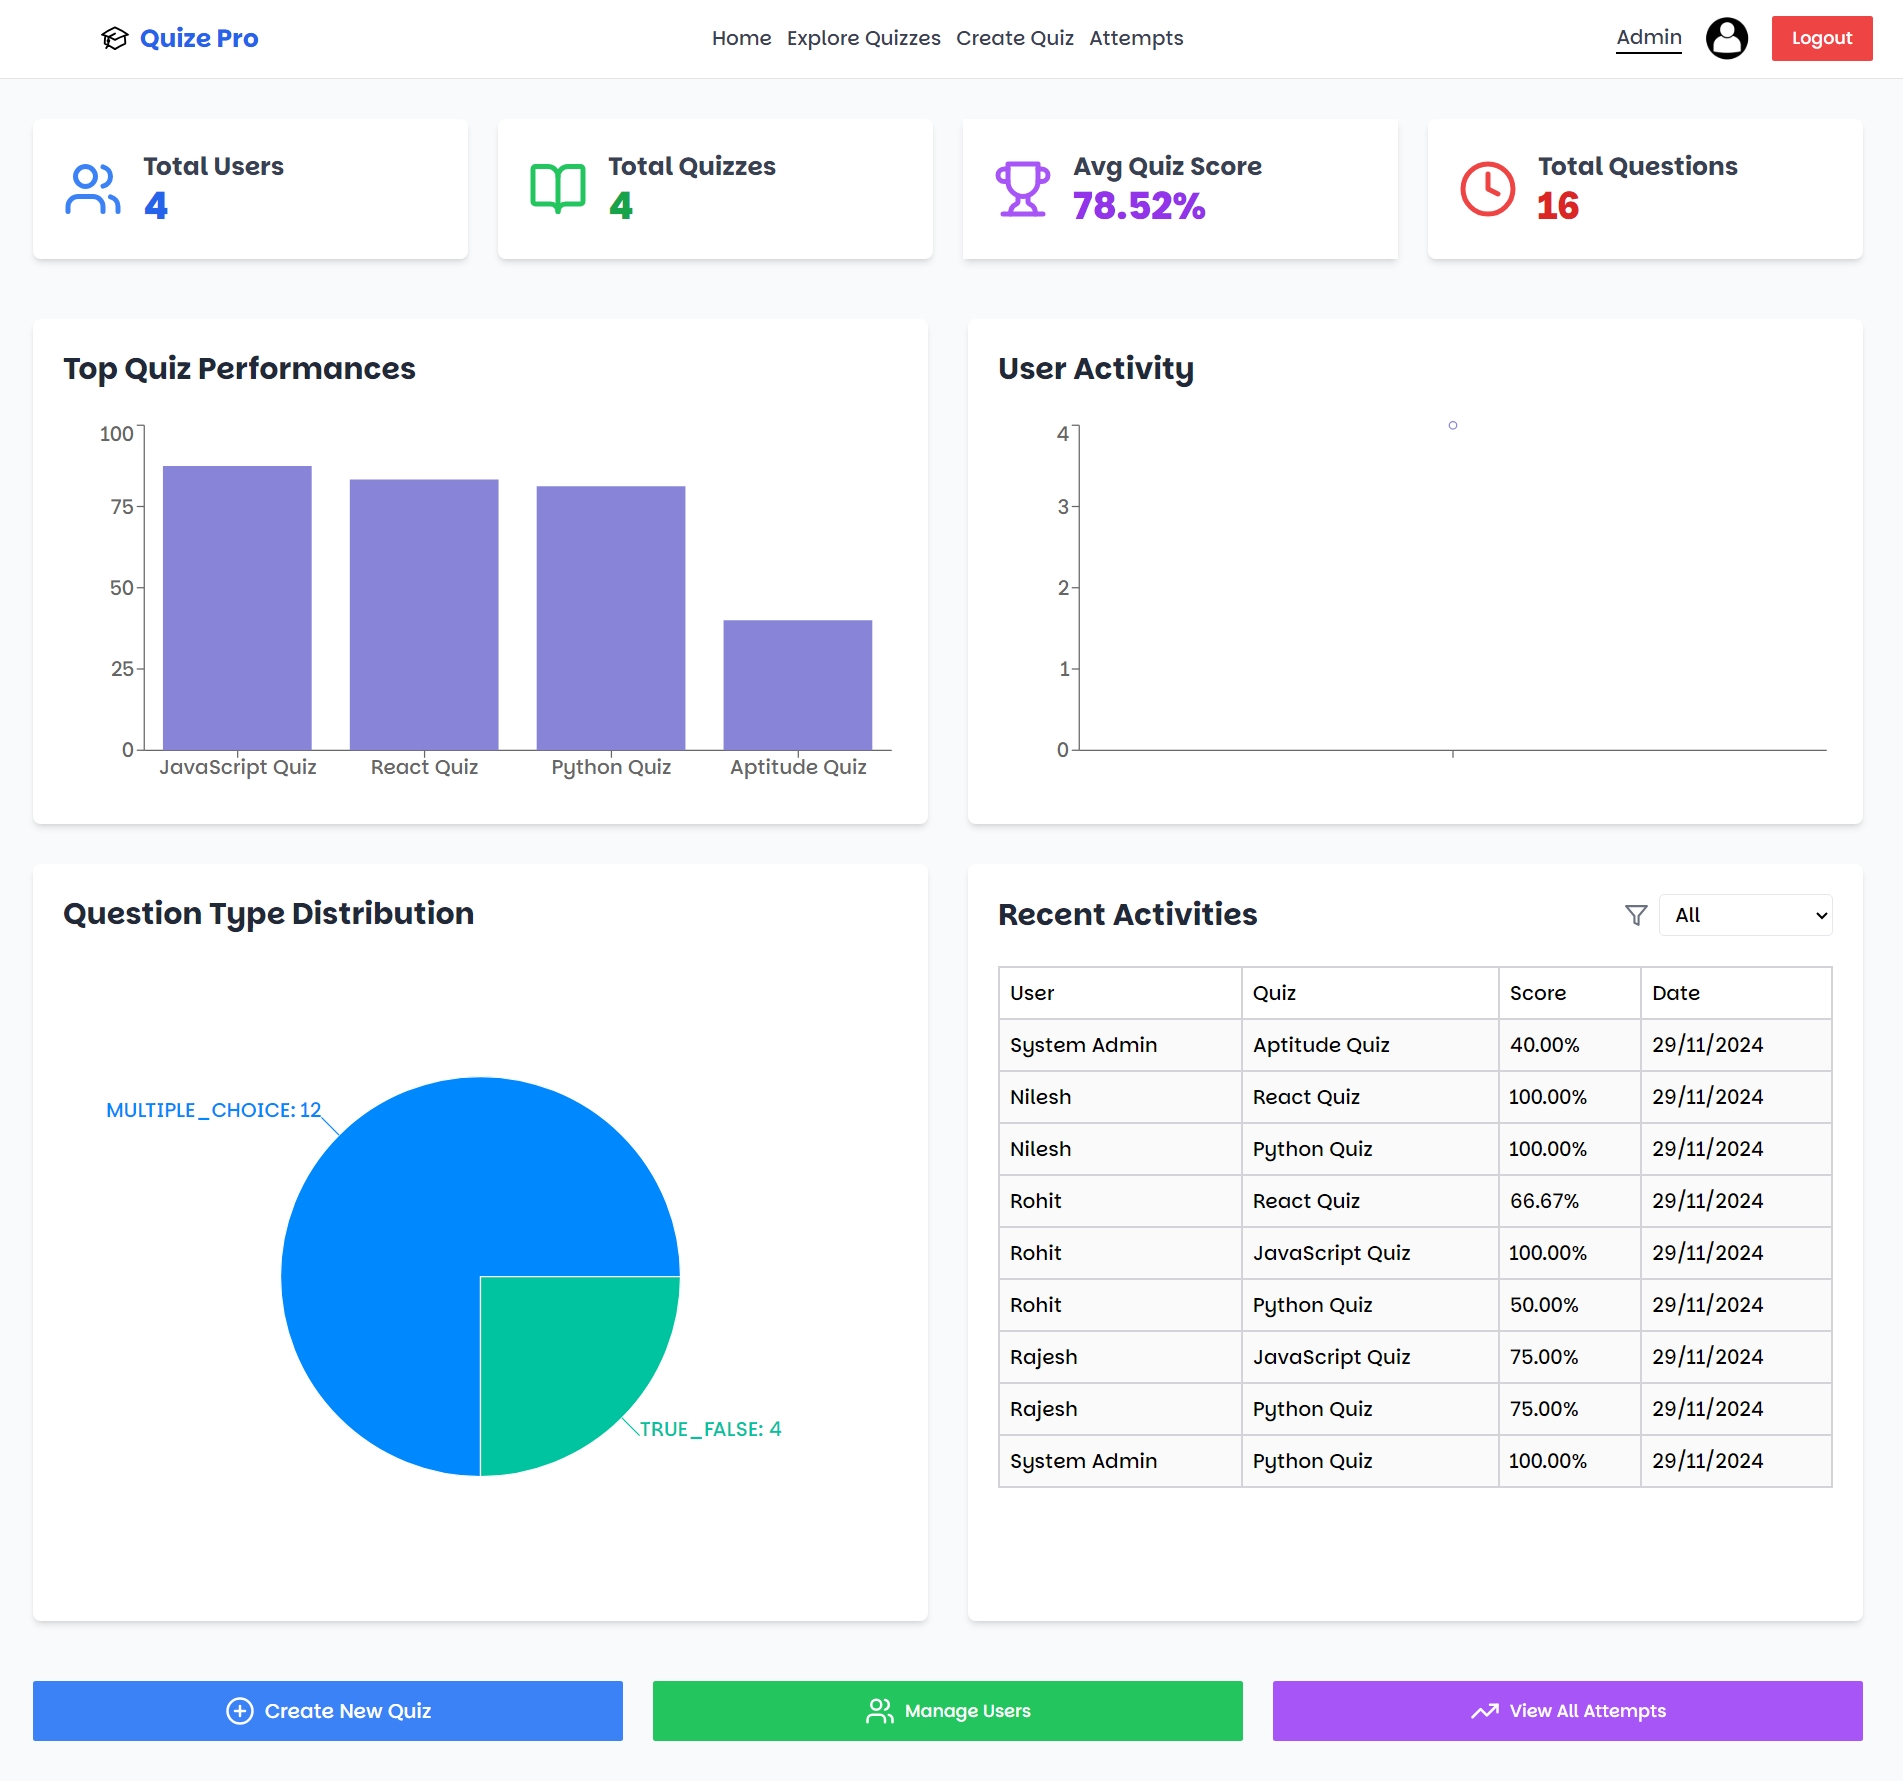 Quize Pro
Home Explore Quizzes Create Quiz Attempts
Admin
Logout
Total Users
4
Total Quizzes
4
Avg Quiz Score
78.52%
Total Questions
16
Top Quiz Performances
100
75
50
25
0
JavaScript Quiz React Quiz Python Quiz Aptitude Quiz
User Activity
4
3
2
1
0
Question Type Distribution
MULTIPLE_CHOICE: 12
TRUE_FALSE: 4
Recent Activities
All
User Quiz Score Date
System Admin Aptitude Quiz 40.00% 29/11/2024
Nilesh React Quiz 100.00% 29/11/2024
Nilesh Python Quiz 100.00% 29/11/2024
Rohit React Quiz 66.67% 29/11/2024
Rohit JavaScript Quiz 100.00% 29/11/2024
Rohit Python Quiz 50.00% 29/11/2024
Rajesh JavaScript Quiz 75.00% 29/11/2024
Rajesh Python Quiz 75.00% 29/11/2024
System Admin Python Quiz 100.00% 29/11/2024
Create New Quiz
Manage Users
View All Attempts